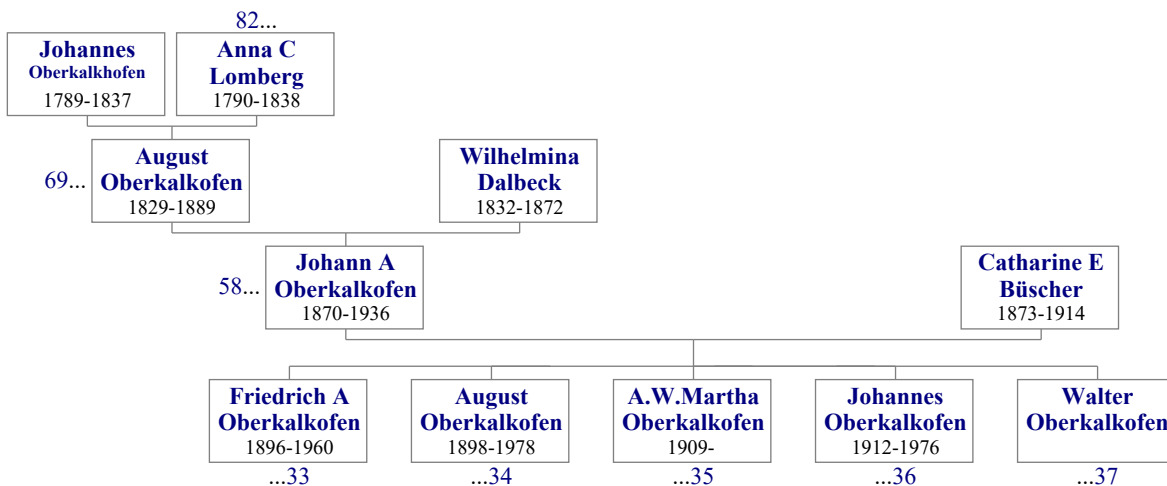 82...
Johannes
Oberkalkhofen
1789-1837
Anna C
Lomberg
1790-1838
69...
August
Oberkalkofen
1829-1889
Wilhelmina
Dalbeck
1832-1872
58...
Johann A
Oberkalkofen
1870-1936
Catharine E
Büscher
1873-1914
Friedrich A
Oberkalkofen
1896-1960
August
Oberkalkofen
1898-1978
A.W.Martha
Oberkalkofen
1909-
Johannes
Oberkalkofen
1912-1976
Walter
Oberkalkofen
...33
...34
...35
...36
...37